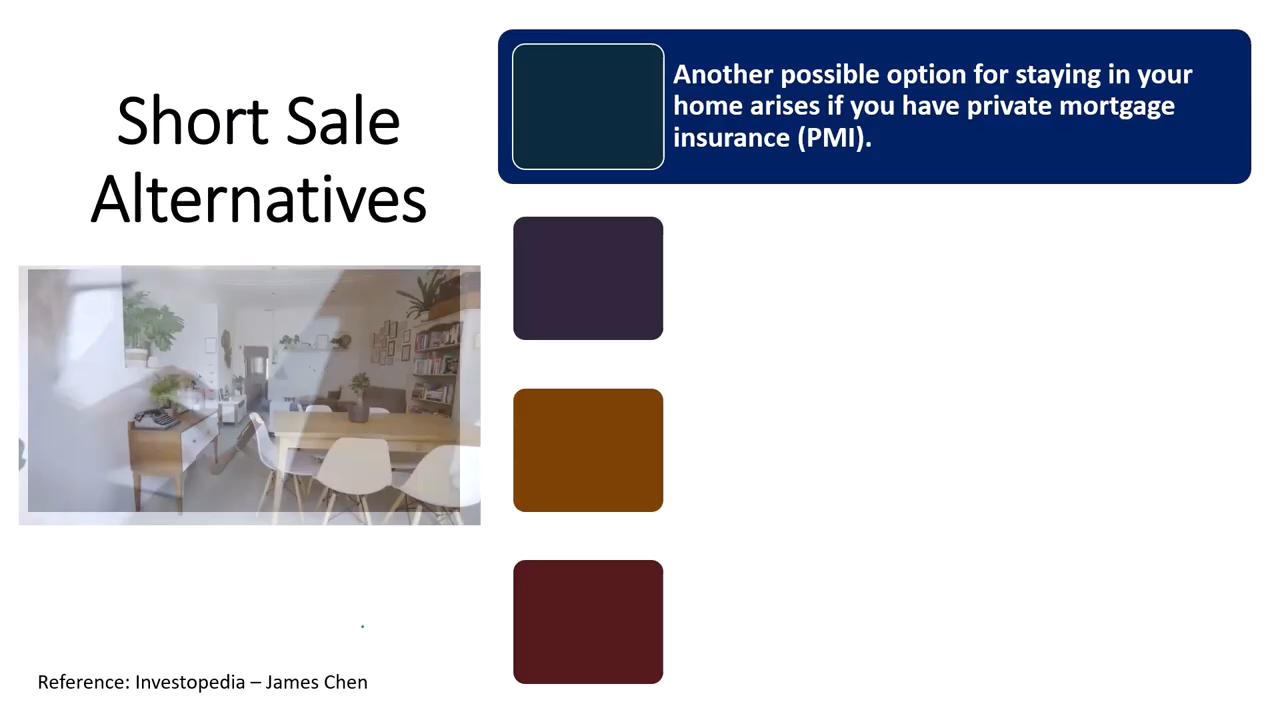 Short Sale
Alternatives
Another possible option for staying in your
home arises if you have private mortgage
insurance (PMI).
Reference: Investopedia – James Chen